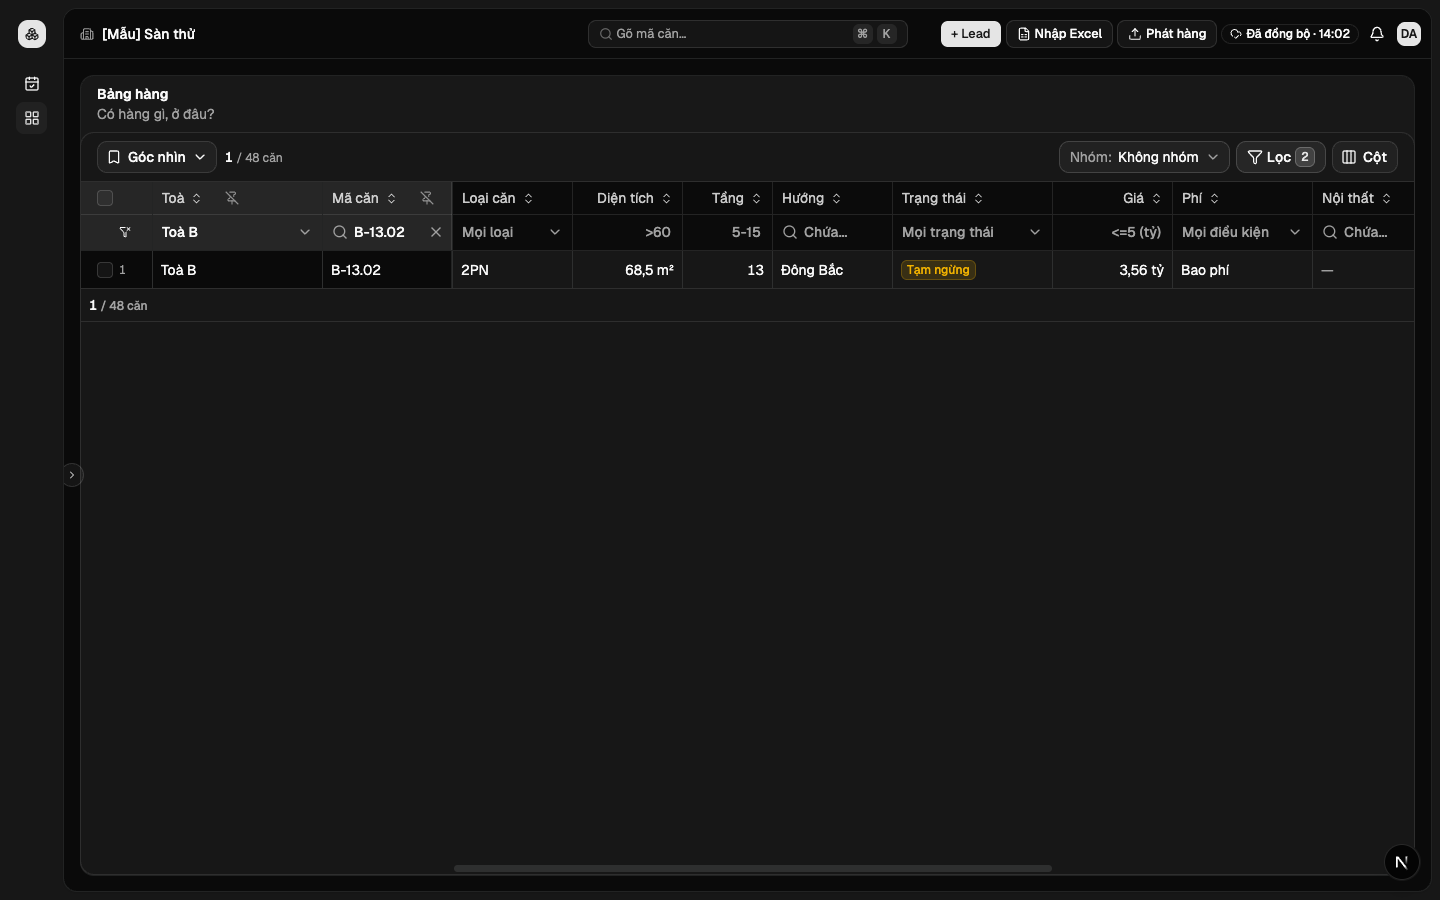 [Mẫu] Sàn thử
Gõ mã căn...
⌘ K
+ Lead
Nhập Excel
Phát hàng
Đã đồng bộ · 14:02
DA
Bảng hàng
Có hàng gì, ở đâu?
Góc nhìn
1 / 48 căn
Nhóm: Không nhóm
Lọc 2
Cột
Toà Mã căn Loại căn Diện tích Tầng Hướng Trạng thái Giá Phí Nội thất
Toà B B-13.02 Mọi loại >60 5-15 Chứa... Mọi trạng thái <=5 (tỷ) Mọi điều kiện Chứa...
1 Toà B B-13.02 2PN 68,5 m² 13 Đông Bắc Tạm ngừng 3,56 tỷ Bao phí —
1 / 48 căn
N